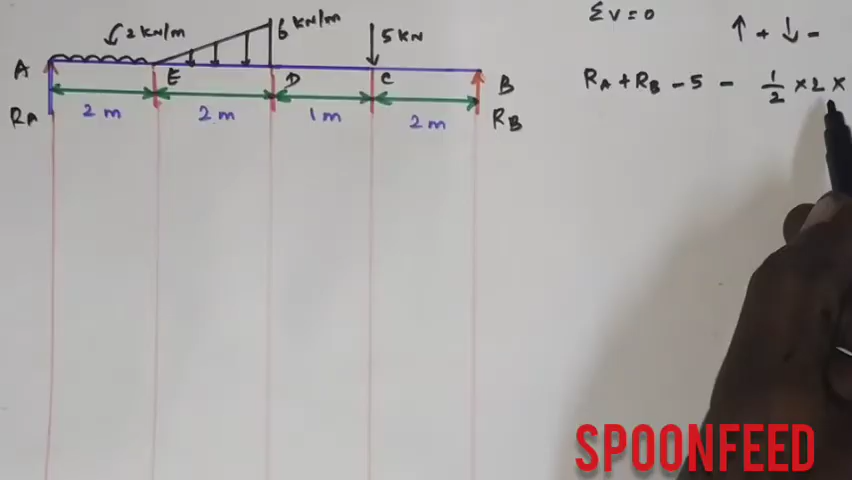 ΣV=0
↑ + ↓ -
2 kN/m
6 kN/m
5 kN
RA + RB - 5 - 1/2 × 2 ×
A E D C B
2 m 2 m 1 m 2 m
RA RB
SPOONFEED